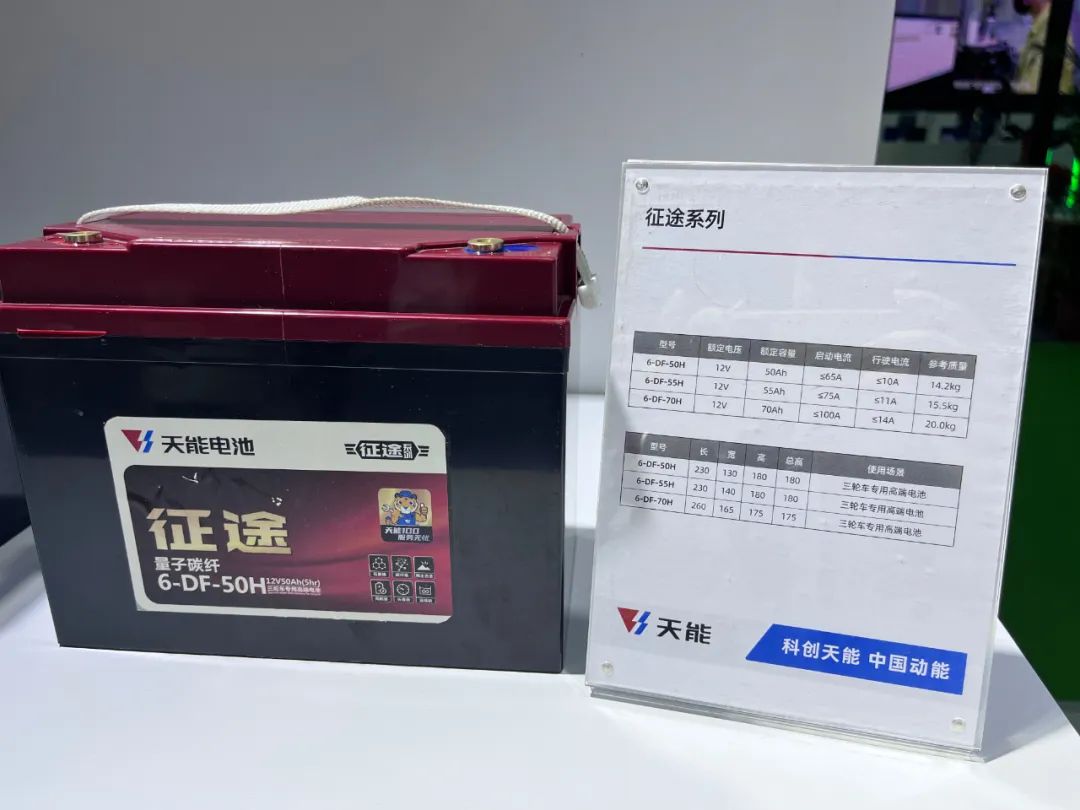 天能电池
征途系列
征途
量子碳纤
6-DF-50H 12V50Ah(5hr)
三轮车专用高端电池
天能100
服务无忧
征途系列
型号 额定电压 额定容量 启动电流 行驶电流 参考质量
6-DF-50H 12V 50Ah ≤65A ≤10A 14.2kg
6-DF-55H 12V 55Ah ≤75A ≤11A 15.5kg
6-DF-70H 12V 70Ah ≤100A ≤14A 20.0kg
型号 长 宽 高 总高 使用场景
6-DF-50H 230 130 180 180 三轮车专用高端电池
6-DF-55H 230 140 180 180 三轮车专用高端电池
6-DF-70H 260 165 175 175 三轮车专用高端电池
天能
科创天能 中国动能